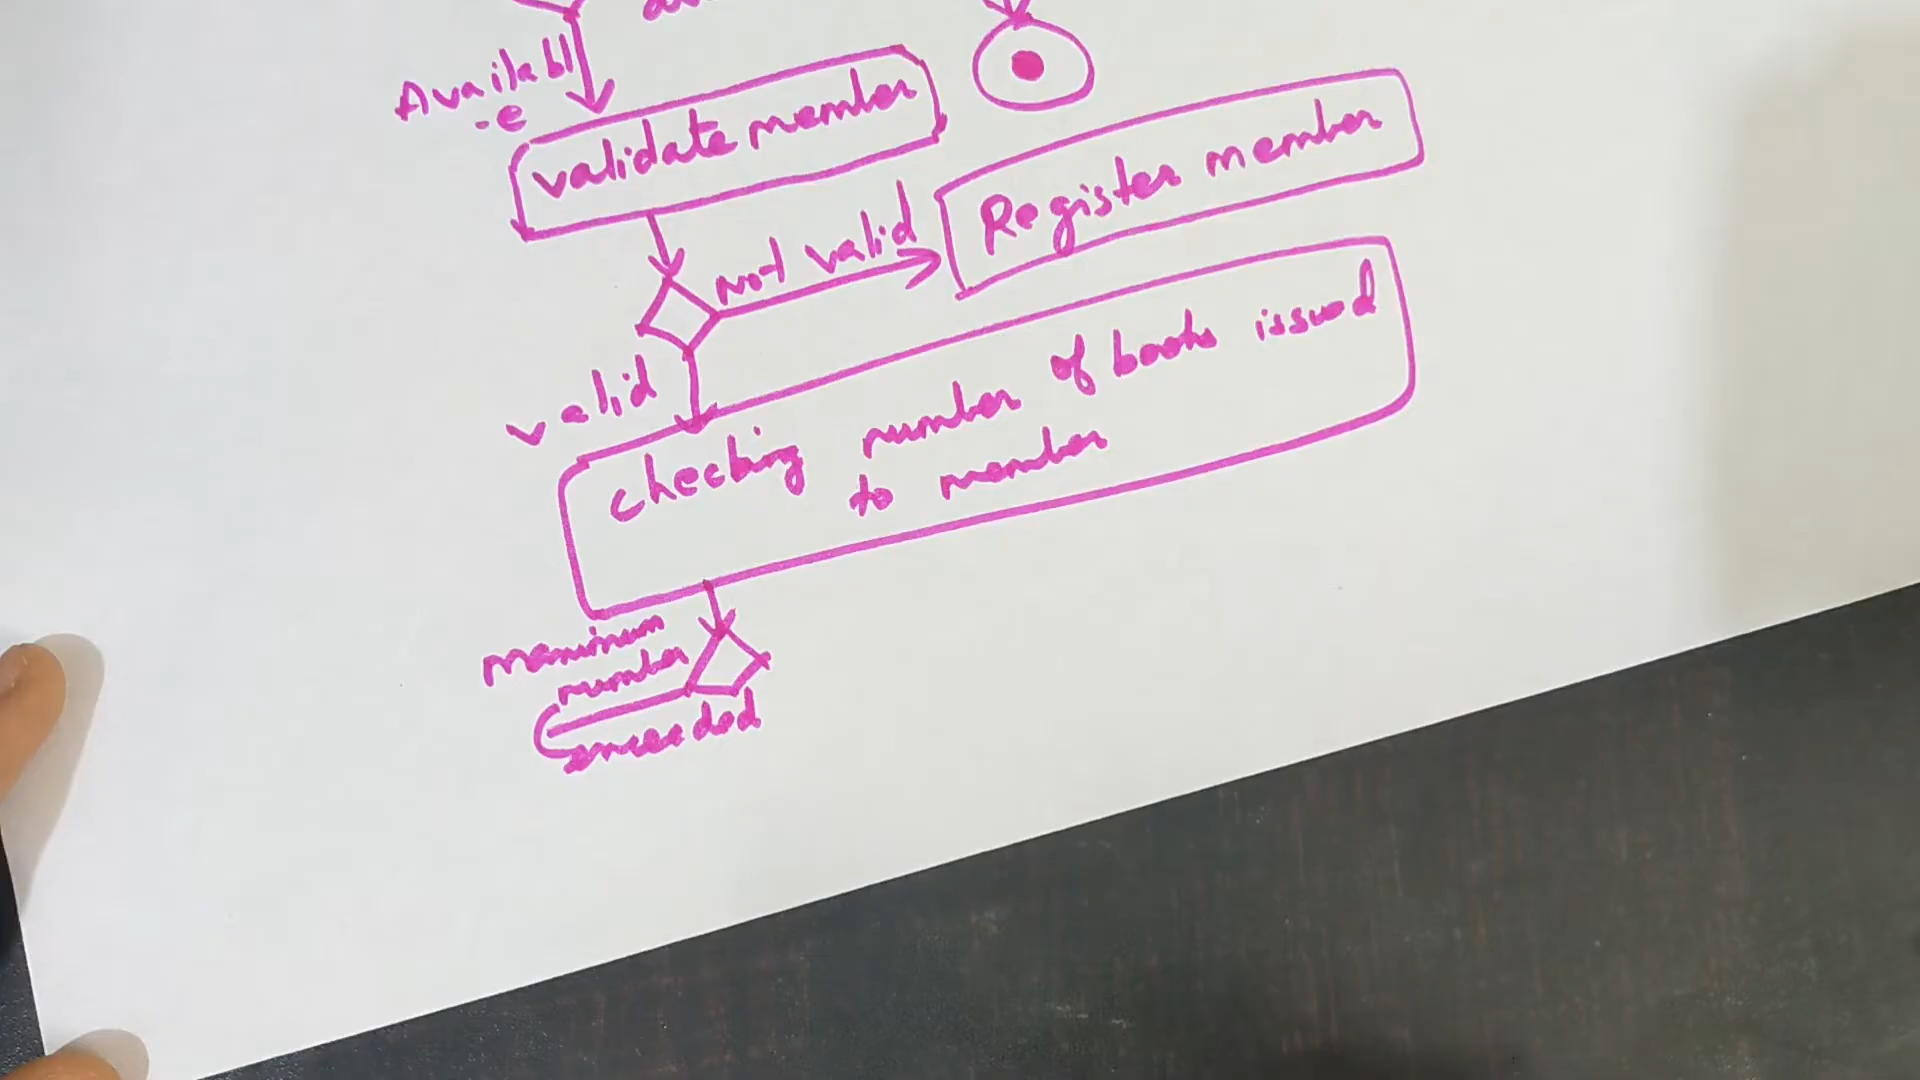 Availabl
-e
validate member
Register member
not valid
valid
checking number of books issued
to member
maximum
number
exceeded